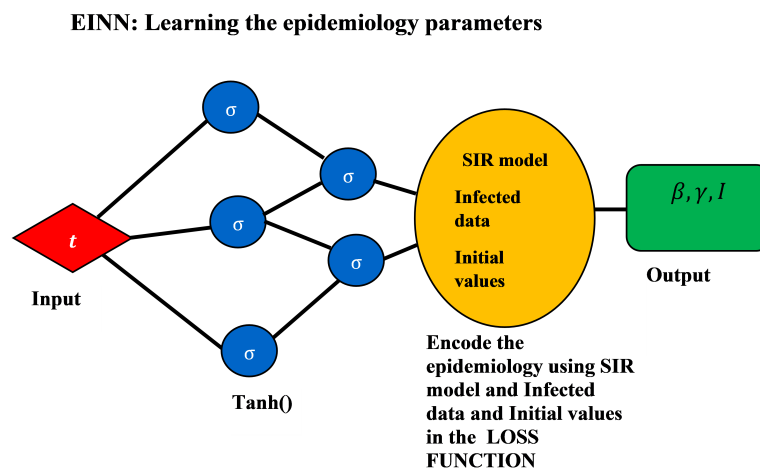 EINN: Learning the epidemiology parameters
σ
σ
σ
σ
σ
t
Input
Tanh()
SIR model
Infected
data
Initial
values
β, γ, I
Output
Encode the
epidemiology using SIR
model and Infected
data and Initial values
in the LOSS
FUNCTION